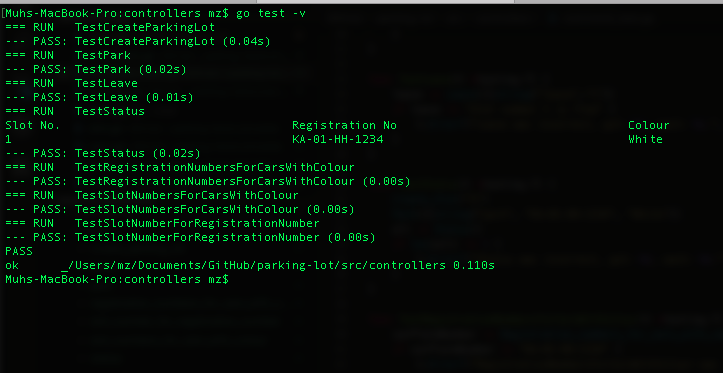 [Muhs-MacBook-Pro:controllers mz$ go test -v
=== RUN   TestCreateParkingLot
--- PASS: TestCreateParkingLot (0.04s)
=== RUN   TestPark
--- PASS: TestPark (0.02s)
=== RUN   TestLeave
--- PASS: TestLeave (0.01s)
=== RUN   TestStatus
Slot No.                                 Registration No                                 Colour
1                                        KA-01-HH-1234                                   White
--- PASS: TestStatus (0.02s)
=== RUN   TestRegistrationNumbersForCarsWithColour
--- PASS: TestRegistrationNumbersForCarsWithColour (0.00s)
=== RUN   TestSlotNumbersForCarsWithColour
--- PASS: TestSlotNumbersForCarsWithColour (0.00s)
=== RUN   TestSlotNumberForRegistrationNumber
--- PASS: TestSlotNumberForRegistrationNumber (0.00s)
PASS
ok      _/Users/mz/Documents/GitHub/parking-lot/src/controllers 0.110s
Muhs-MacBook-Pro:controllers mz$